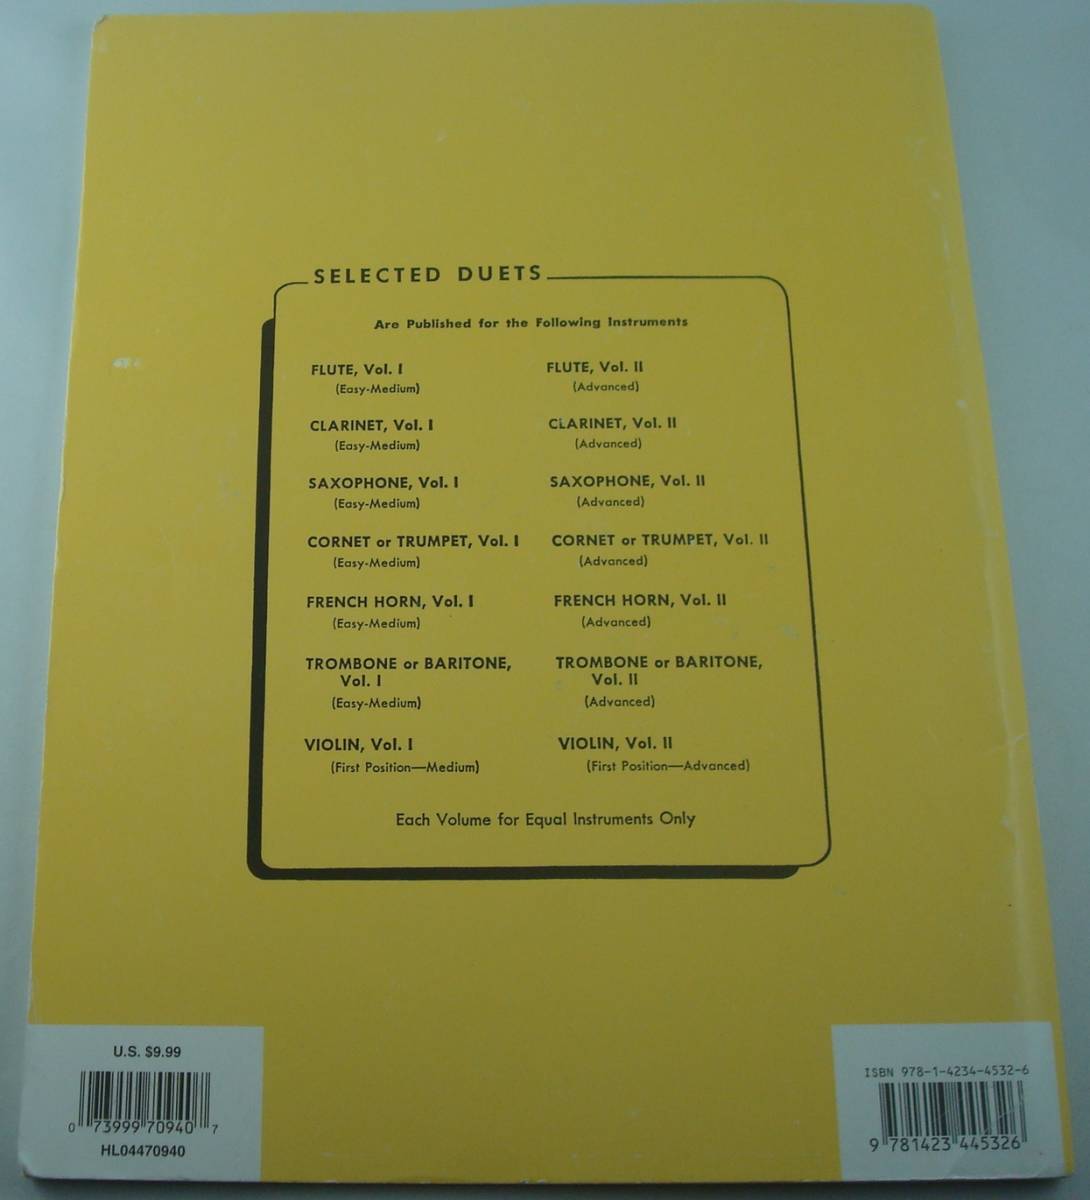 SELECTED DUETS
Are Published for the Following Instruments
FLUTE, Vol. I
(Easy-Medium)
FLUTE, Vol. II
(Advanced)
CLARINET, Vol. I
(Easy-Medium)
CLARINET, Vol. II
(Advanced)
SAXOPHONE, Vol. I
(Easy-Medium)
SAXOPHONE, Vol. II
(Advanced)
CORNET or TRUMPET, Vol. I
(Easy-Medium)
CORNET or TRUMPET, Vol. II
(Advanced)
FRENCH HORN, Vol. I
(Easy-Medium)
FRENCH HORN, Vol. II
(Advanced)
TROMBONE or BARITONE,
Vol. I
(Easy-Medium)
TROMBONE or BARITONE,
Vol. II
(Advanced)
VIOLIN, Vol. I
(First Position—Medium)
VIOLIN, Vol. II
(First Position—Advanced)
Each Volume for Equal Instruments Only
U.S. $9.99
0 73999 70940 7
HL04470940
ISBN 978-1-4234-4532-6
9 781423 445326